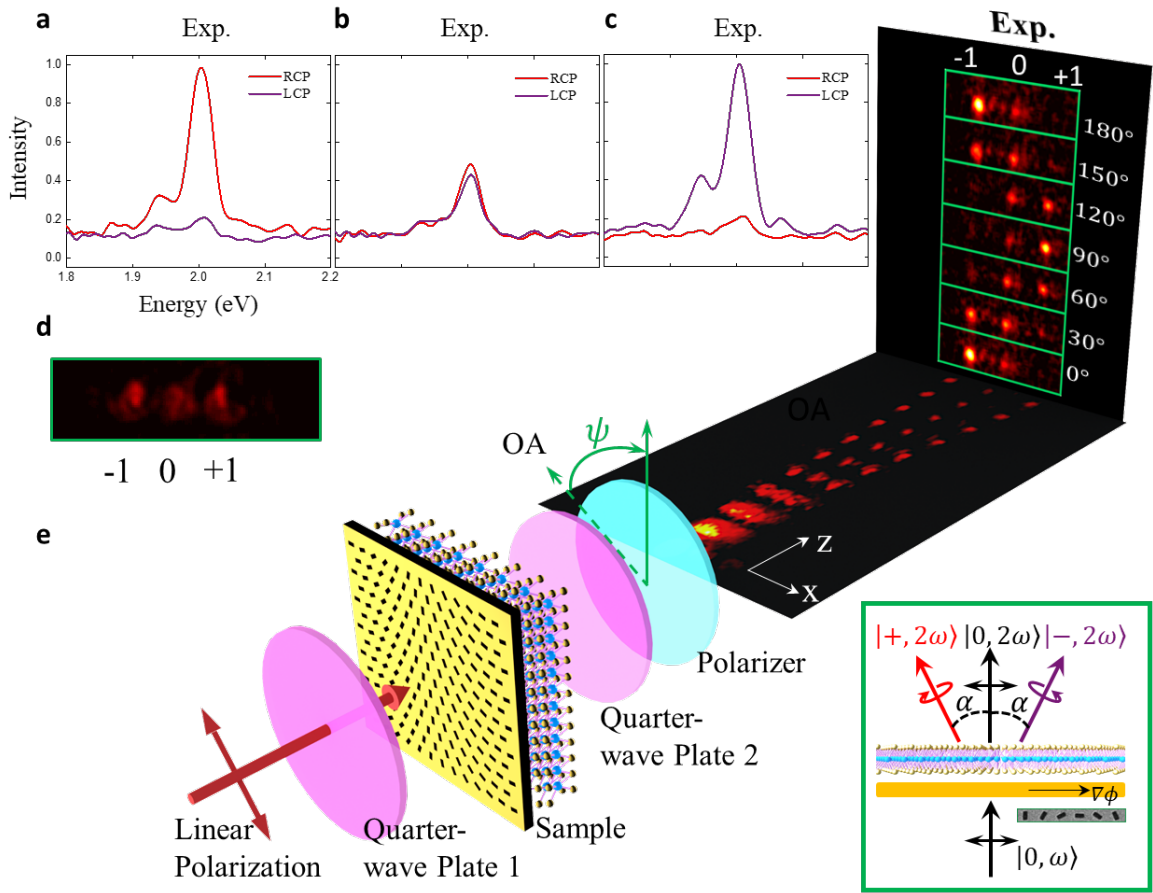 a
Exp.
b
Exp.
c
Exp.
Exp.
-1 0 +1
RCP
LCP
RCP
LCP
RCP
LCP
Intensity
1.0
0.8
0.6
0.4
0.2
0.0
1.8 1.9 2.0 2.1 2.2
Energy (eV)
180°
150°
120°
90°
60°
30°
0°
d
-1 0 +1
OA
OA
ψ
z
x
e
Polarizer
Quarter-
wave Plate 2
Sample
Quarter-
wave Plate 1
Linear
Polarization
|+, 2ω⟩ |0, 2ω⟩ |−, 2ω⟩
α α
∇ϕ
|0, ω⟩